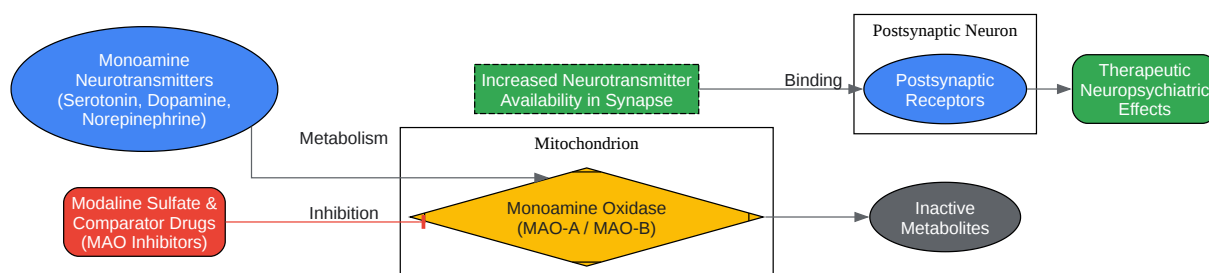 Monoamine
Neurotransmitters
(Serotonin, Dopamine,
Norepinephrine)
Increased Neurotransmitter
Availability in Synapse
Binding
Postsynaptic Neuron
Postsynaptic
Receptors
Therapeutic
Neuropsychiatric
Effects
Metabolism
Mitochondrion
Modaline Sulfate &
Comparator Drugs
(MAO Inhibitors)
Inhibition
Monoamine Oxidase
(MAO-A / MAO-B)
Inactive
Metabolites